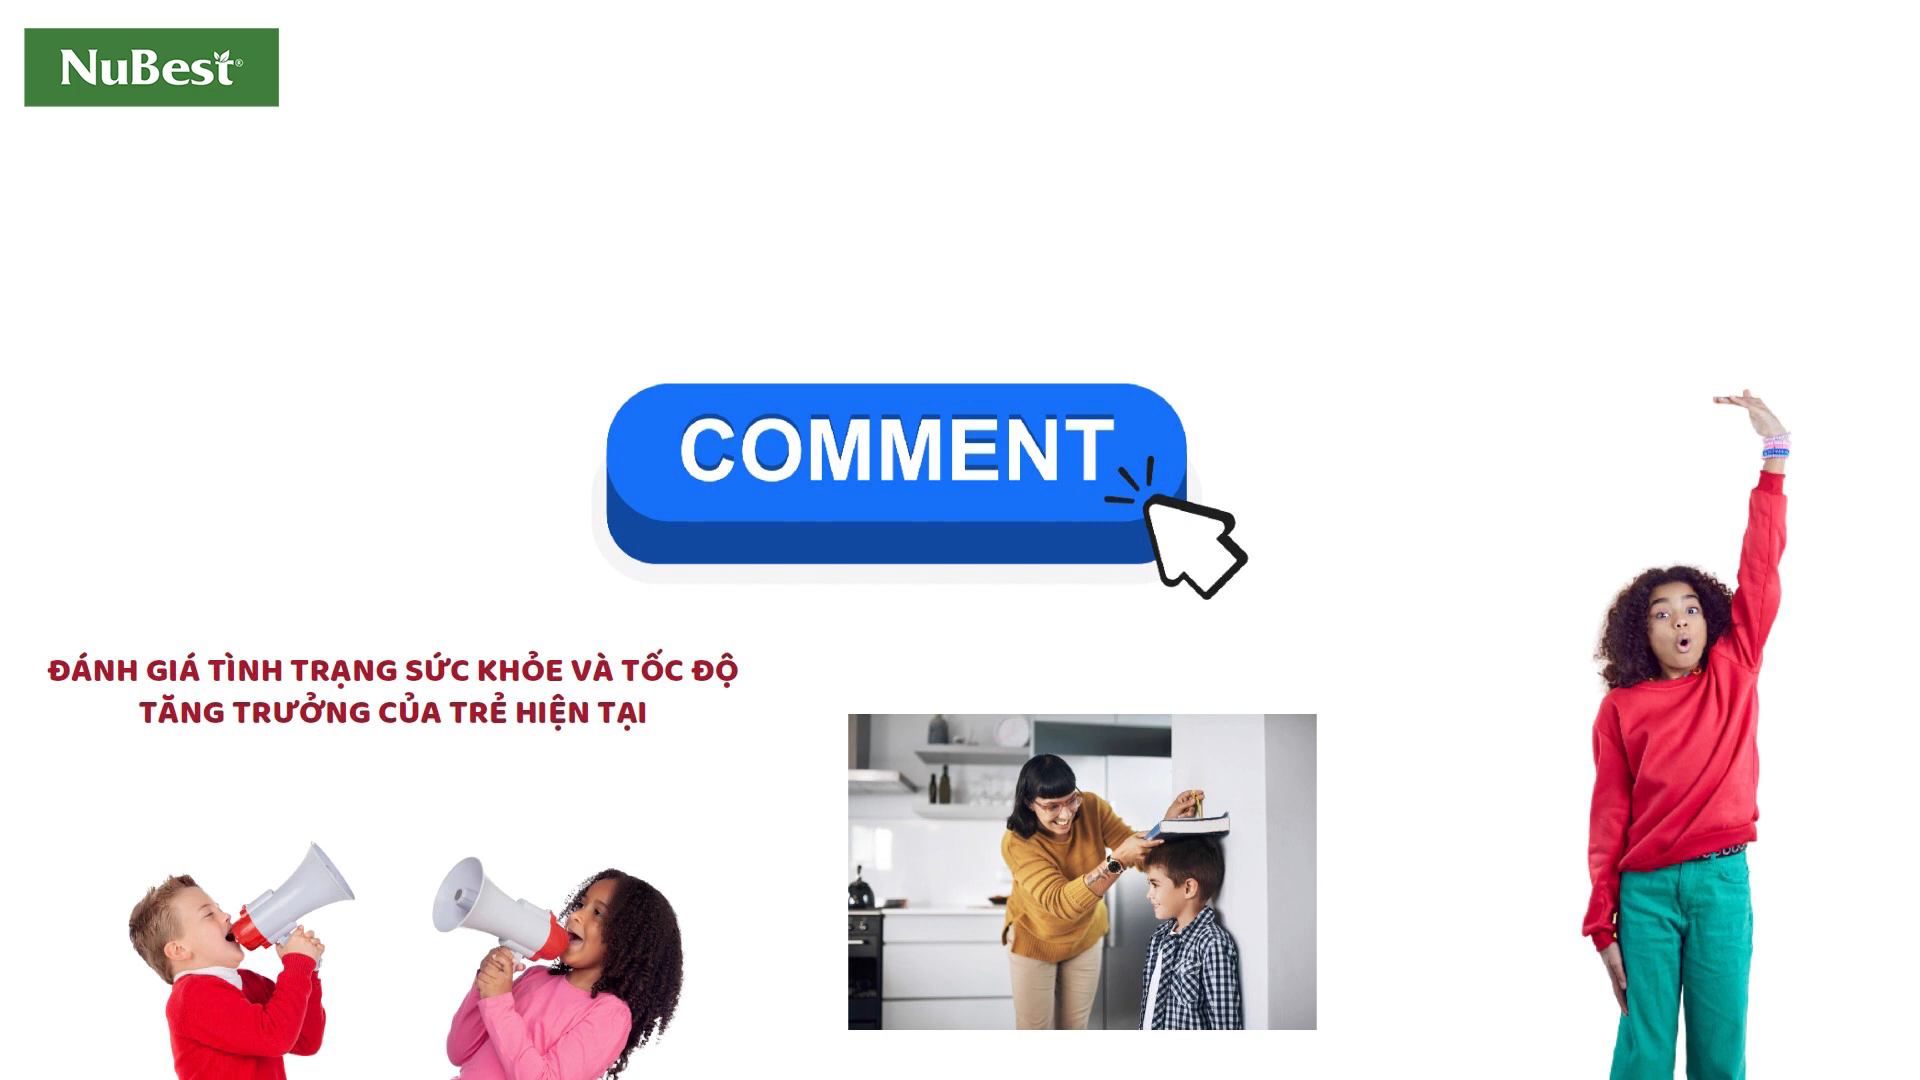 NuBest®
COMMENT
ĐÁNH GIÁ TÌNH TRẠNG SỨC KHỎE VÀ TỐC ĐỘ
TĂNG TRƯỞNG CỦA TRẺ HIỆN TẠI